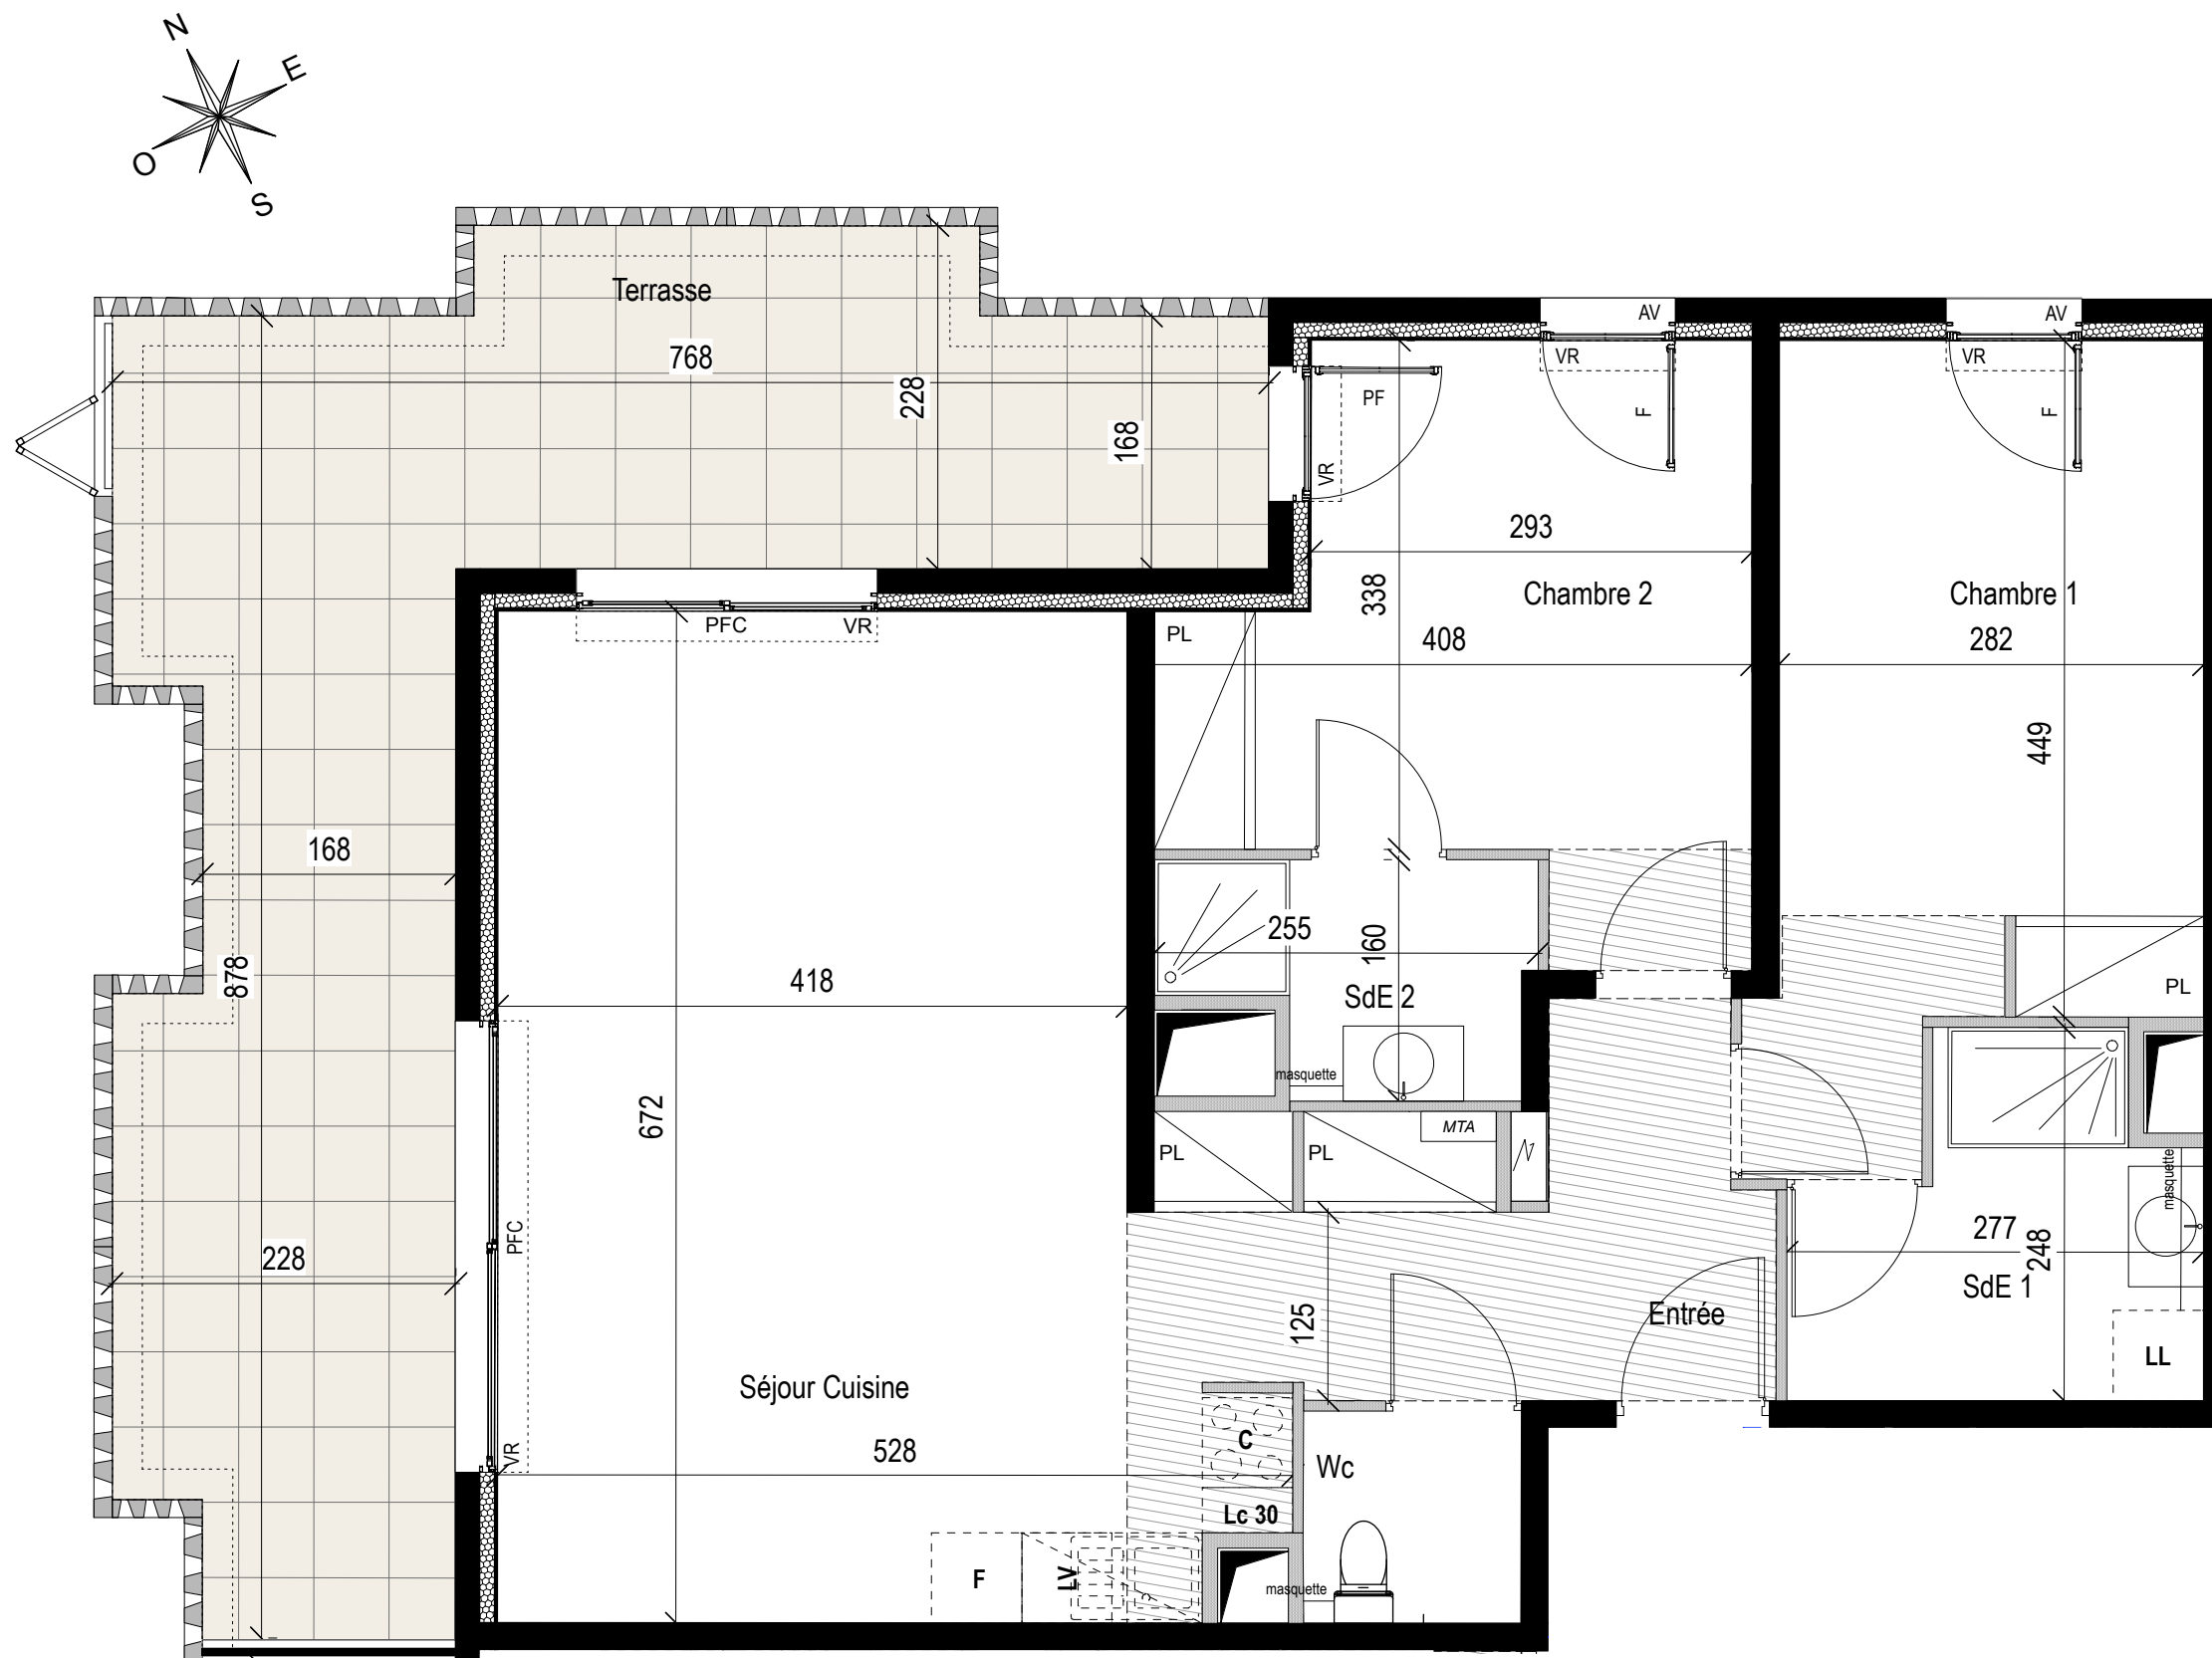 N
E
O
S
Terrasse
768
228
168
AV
AV
VR
VR
PF
F
F
VR
293
338
Chambre 2
Chambre 1
PFC
VR
PL
408
282
449
168
255
160
878
418
SdE 2
PL
masquette
672
MTA
PL
PL
masquette
PFC
228
277
248
SdE 1
125
Entrée
LL
Séjour Cuisine
C
528
VR
Wc
Lc 30
F
LV
masquette